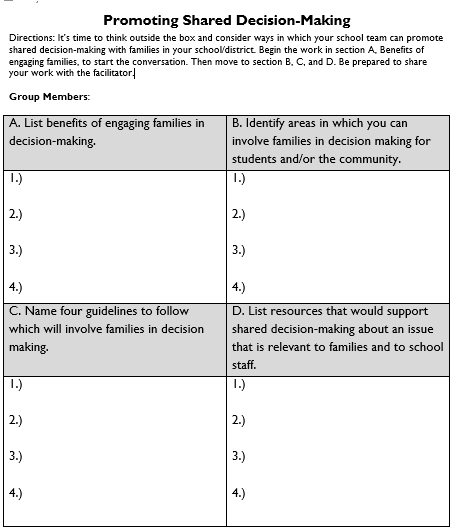 Promoting Shared Decision-Making
Directions: It's time to think outside the box and consider ways in which your school team can promote
shared decision-making with families in your school/district. Begin the work in section A, Benefits of
engaging families, to start the conversation. Then move to section B, C, and D. Be prepared to share
your work with the facilitator.
Group Members:
A. List benefits of engaging families in
decision-making.
B. Identify areas in which you can
involve families in decision making for
students and/or the community.
1.)
2.)
3.)
4.)
1.)
2.)
3.)
4.)
C. Name four guidelines to follow
which will involve families in decision
making.
D. List resources that would support
shared decision-making about an issue
that is relevant to families and to school
staff.
1.)
2.)
3.)
4.)
1.)
2.)
3.)
4.)